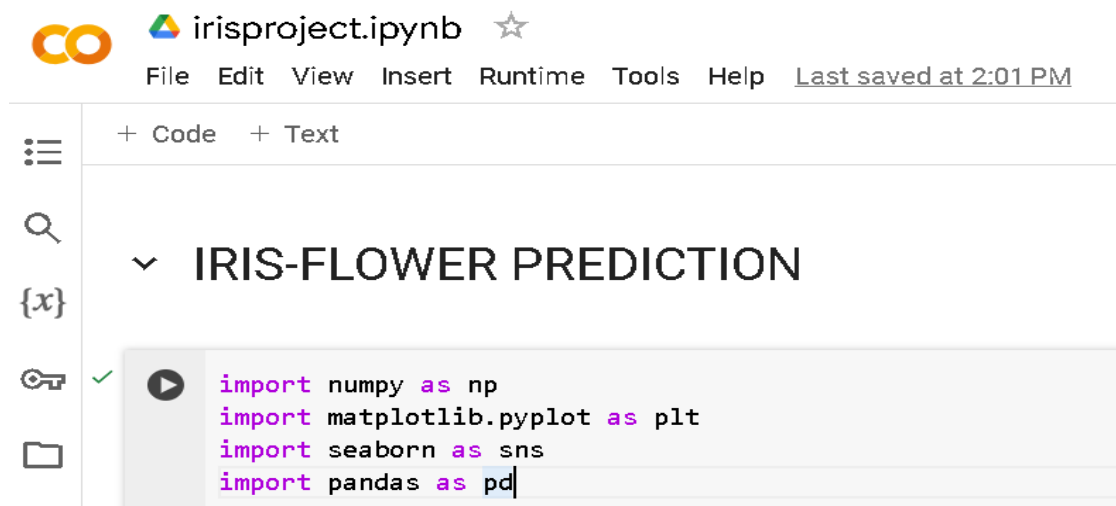 irisproject.ipynb
File Edit View Insert Runtime Tools Help Last saved at 2:01 PM
+ Code + Text
IRIS-FLOWER PREDICTION
{x}
import numpy as np
import matplotlib.pyplot as plt
import seaborn as sns
import pandas as pd